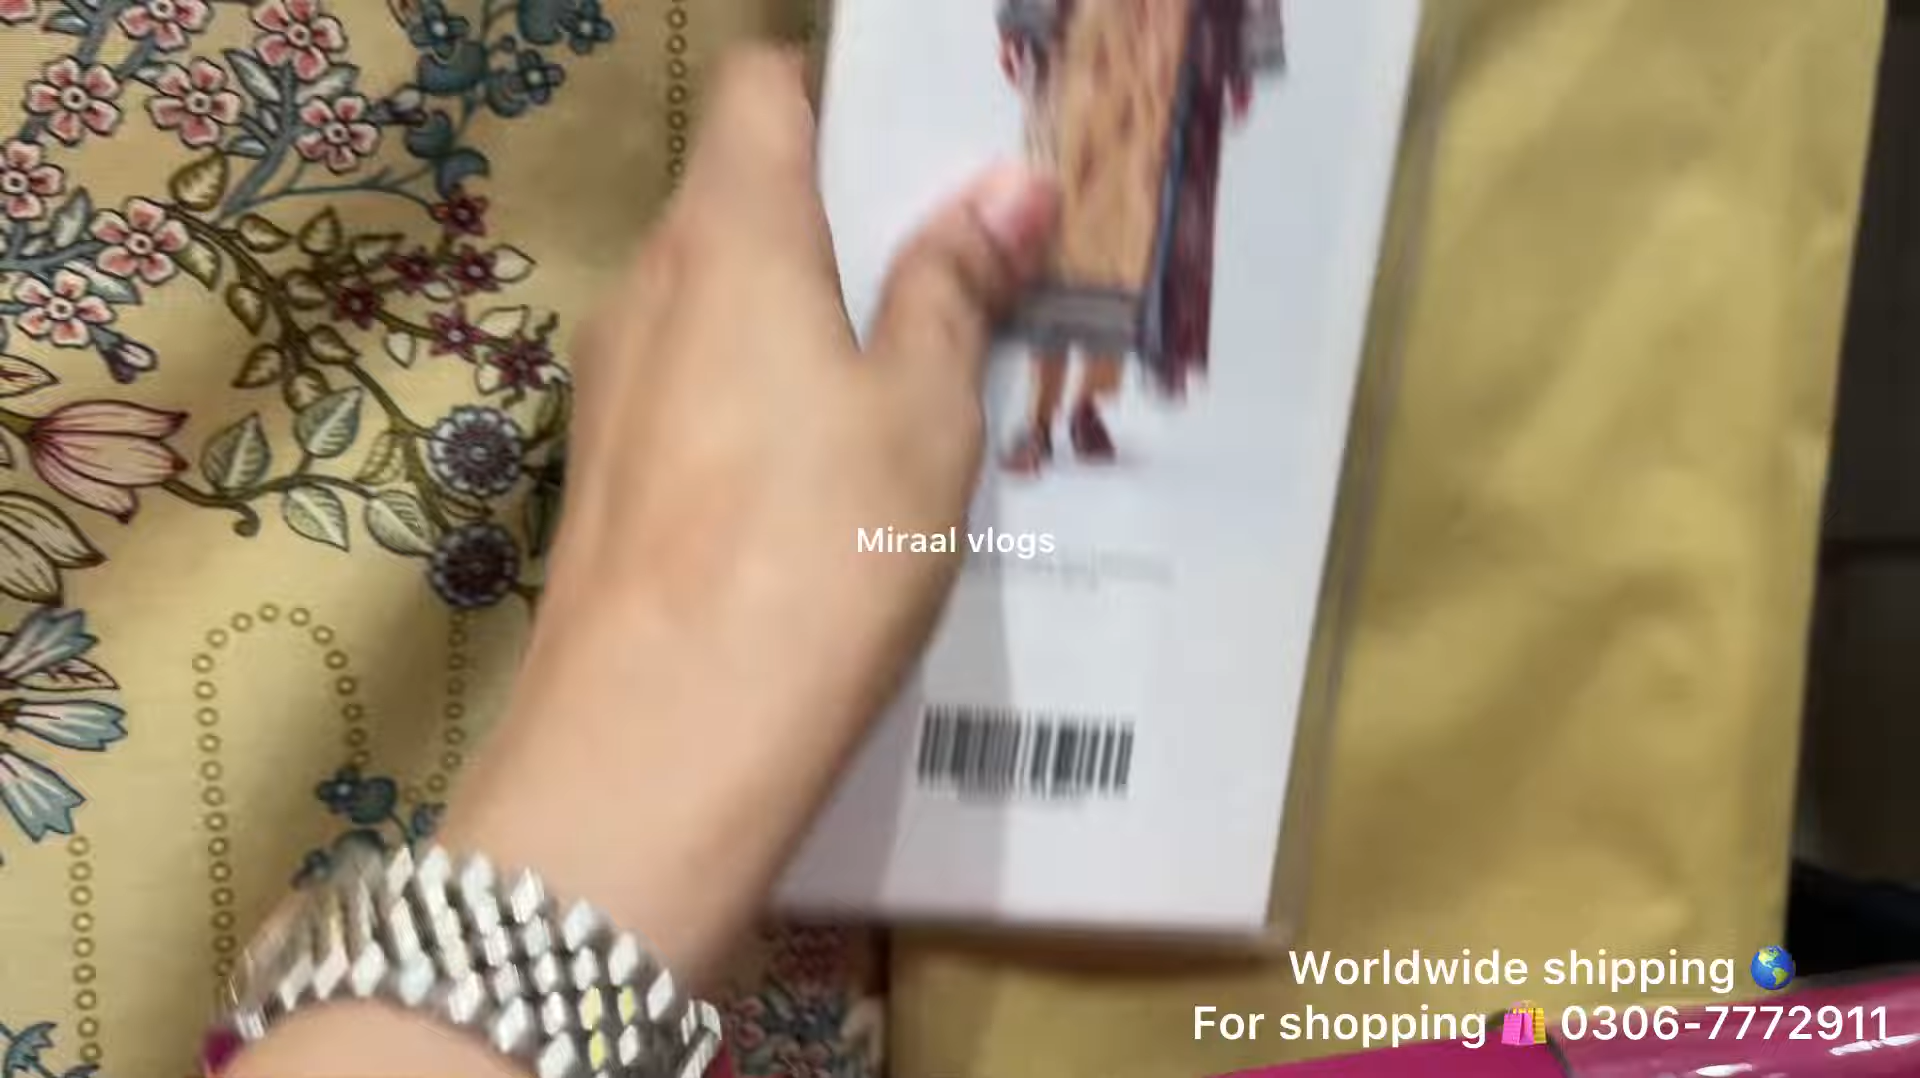 Miraal vlogs
Worldwide shipping 🌎
For shopping 🛍️ 0306-7772911